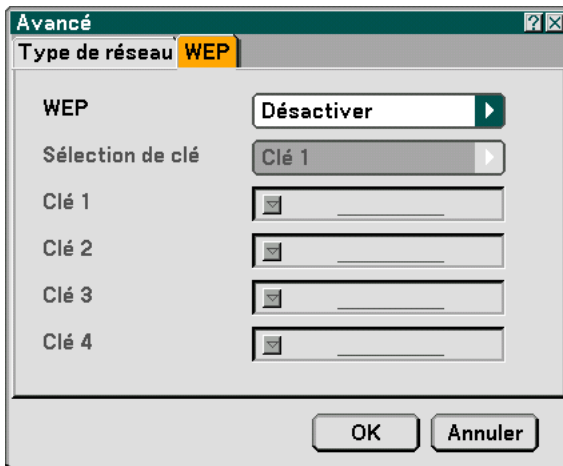 Avancé
Type de réseau WEP
WEP Désactiver
Sélection de clé Clé 1
Clé 1
Clé 2
Clé 3
Clé 4
OK Annuler